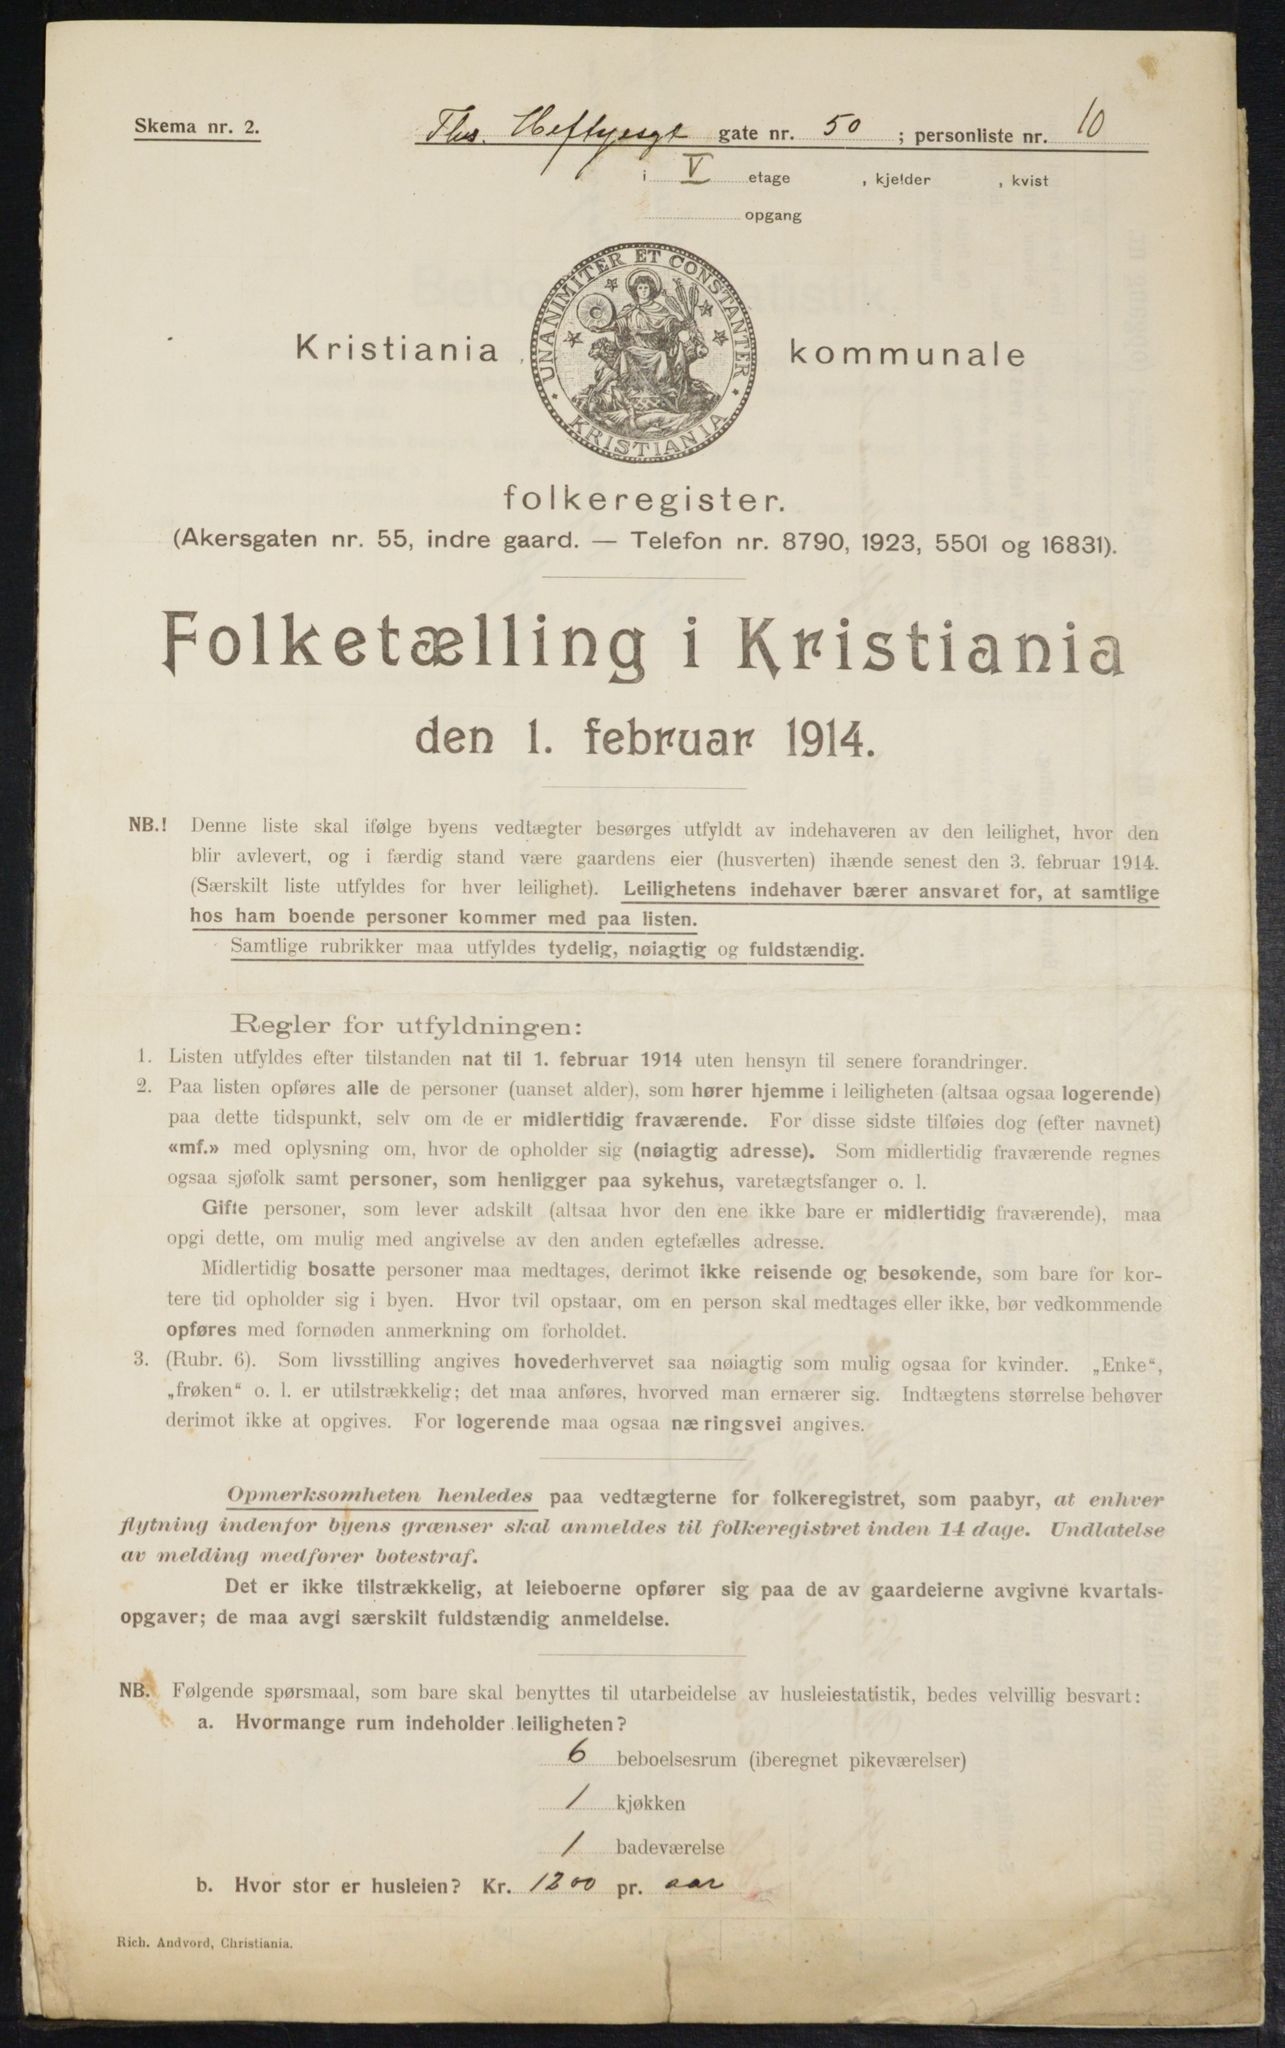 Skema nr. 2.
Ths. Heftyesgt gate nr. 50 ; personliste nr. 10
i V etage , kjelder , kvist
opgang
UNANIMITER ET CONSTANTER
KRISTIANIA
Kristiania kommunale
folkeregister.
(Akersgaten nr. 55, indre gaard. — Telefon nr. 8790, 1923, 5501 og 16831).
Folketælling i Kristiania
den 1. februar 1914.
NB.! Denne liste skal ifølge byens vedtægter besørges utfyldt av indehaveren av den leilighet, hvor den
blir avlevert, og i færdig stand være gaardens eier (husverten) ihænde senest den 3. februar 1914.
(Særskilt liste utfyldes for hver leilighet). Leilighetens indehaver bærer ansvaret for, at samtlige
hos ham boende personer kommer med paa listen.
Samtlige rubrikker maa utfyldes tydelig, nøiagtig og fuldstændig.
Regler for utfyldningen:
1. Listen utfyldes efter tilstanden nat til 1. februar 1914 uten hensyn til senere forandringer.
2. Paa listen opføres alle de personer (uanset alder), som hører hjemme i leiligheten (altsaa ogsaa logerende)
paa dette tidspunkt, selv om de er midlertidig fraværende. For disse sidste tilføies dog (efter navnet)
«mf.» med oplysning om, hvor de opholder sig (nøiagtig adresse). Som midlertidig fraværende regnes
ogsaa sjøfolk samt personer, som henligger paa sykehus, varetægtsfanger o. l.
Gifte personer, som lever adskilt (altsaa hvor den ene ikke bare er midlertidig fraværende), maa
opgi dette, om mulig med angivelse av den anden egtefælles adresse.
Midlertidig bosatte personer maa medtages, derimot ikke reisende og besøkende, som bare for kor-
tere tid opholder sig i byen. Hvor tvil opstaar, om en person skal medtages eller ikke, bør vedkommende
opføres med fornøden anmerkning om forholdet.
3. (Rubr. 6). Som livsstilling angives hovederhvervet saa nøiagtig som mulig ogsaa for kvinder. „Enke“,
„frøken“ o. l. er utilstrækkelig; det maa anføres, hvorved man ernærer sig. Indtægtens størrelse behøver
derimot ikke at opgives. For logerende maa ogsaa næringsvei angives.
Opmerksomheten henledes paa vedtægterne for folkeregistret, som paabyr, at enhver
flytning indenfor byens grænser skal anmeldes til folkeregistret inden 14 dage. Undlatelse
av melding medfører bøtestraf.
Det er ikke tilstrækkelig, at leieboerne opfører sig paa de av gaardeierne avgivne kvartals-
opgaver; de maa avgi særskilt fuldstændig anmeldelse.
NB. Følgende spørsmaal, som bare skal benyttes til utarbeidelse av husleiestatistik, bedes velvillig besvart:
a. Hvormange rum indeholder leiligheten?
6 beboelsesrum (iberegnet pikeværelser)
1 kjøkken
1 badeværelse
b. Hvor stor er husleien? Kr. 1200 pr. aar
Rich. Andvord, Christiania.